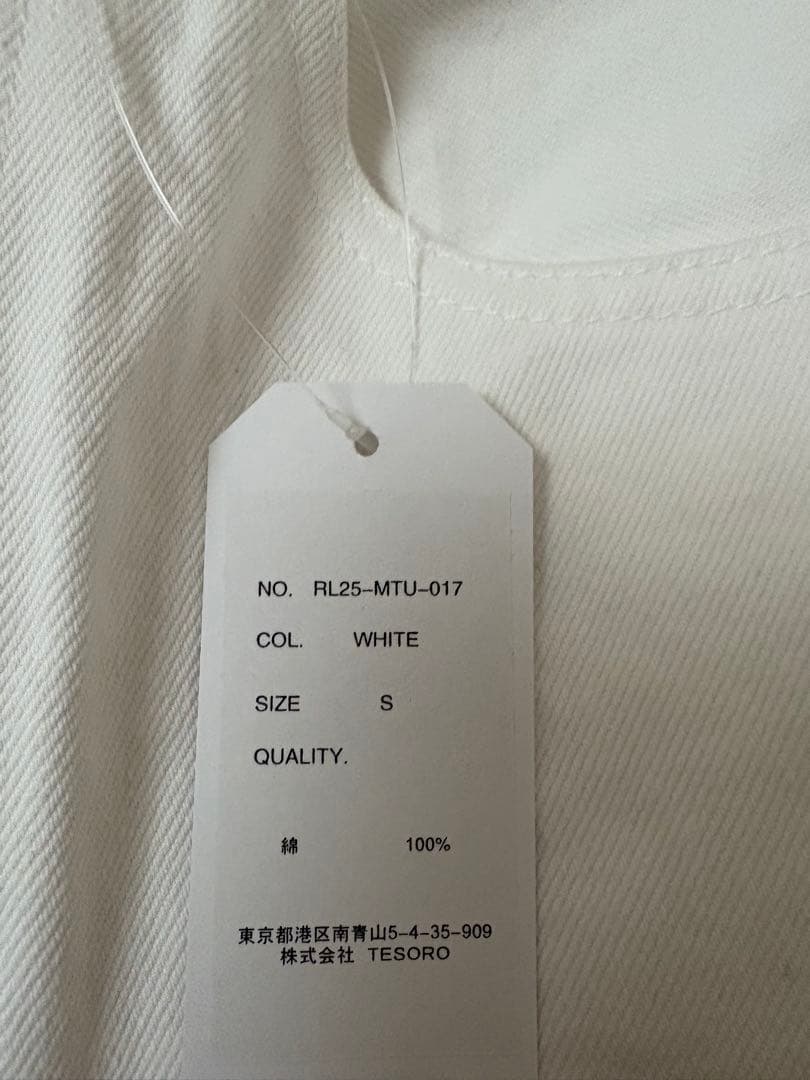 NO. RL25-MTU-017
COL. WHITE
SIZE S
QUALITY.
綿 100%
東京都港区南青山5-4-35-909
株式会社 TESORO